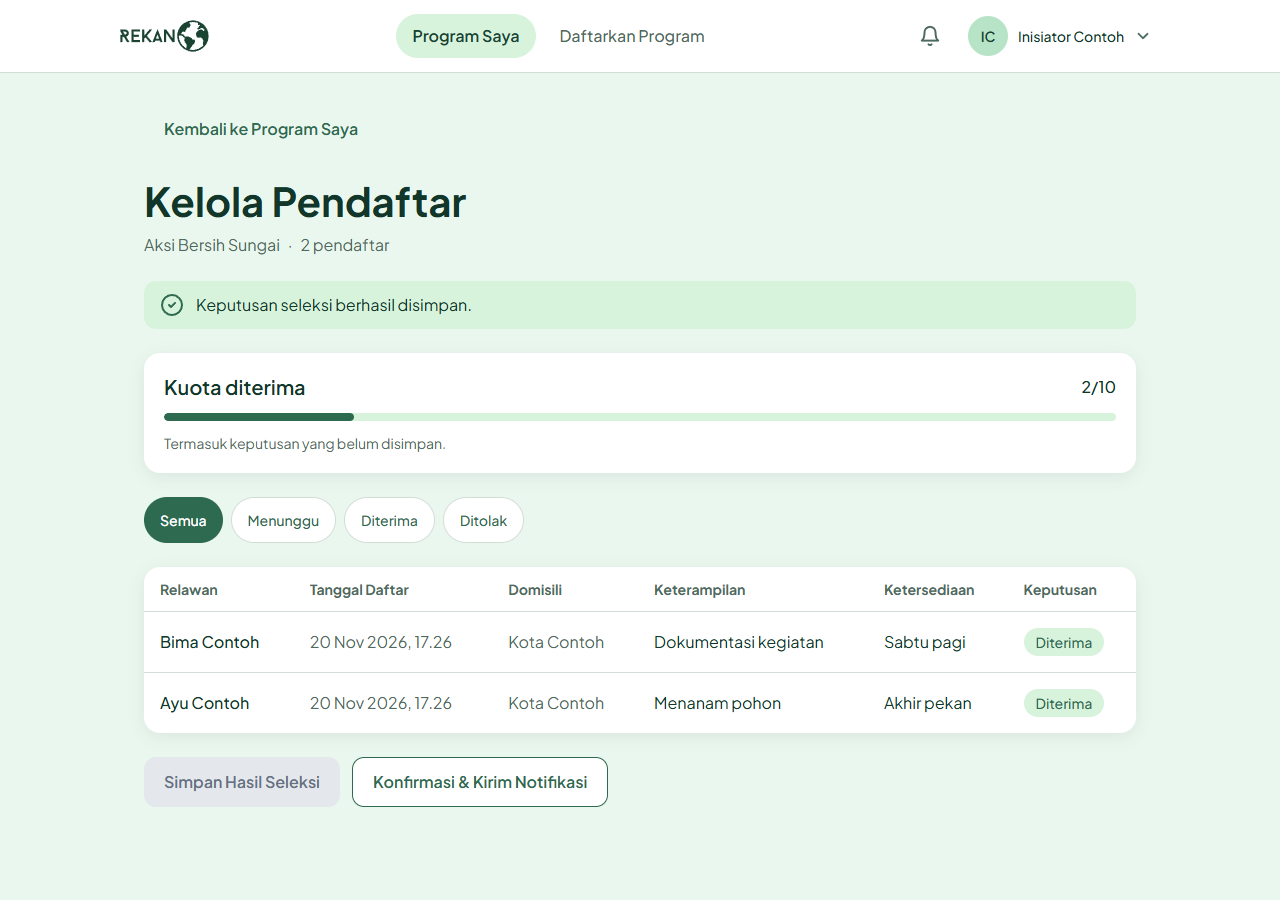 REKAN
Program Saya
Daftarkan Program
IC
Inisiator Contoh
Kembali ke Program Saya
Kelola Pendaftar
Aksi Bersih Sungai · 2 pendaftar
Keputusan seleksi berhasil disimpan.
Kuota diterima 2/10
Termasuk keputusan yang belum disimpan.
Semua Menunggu Diterima Ditolak
Relawan Tanggal Daftar Domisili Keterampilan Ketersediaan Keputusan
Bima Contoh 20 Nov 2026, 17.26 Kota Contoh Dokumentasi kegiatan Sabtu pagi Diterima
Ayu Contoh 20 Nov 2026, 17.26 Kota Contoh Menanam pohon Akhir pekan Diterima
Simpan Hasil Seleksi Konfirmasi & Kirim Notifikasi